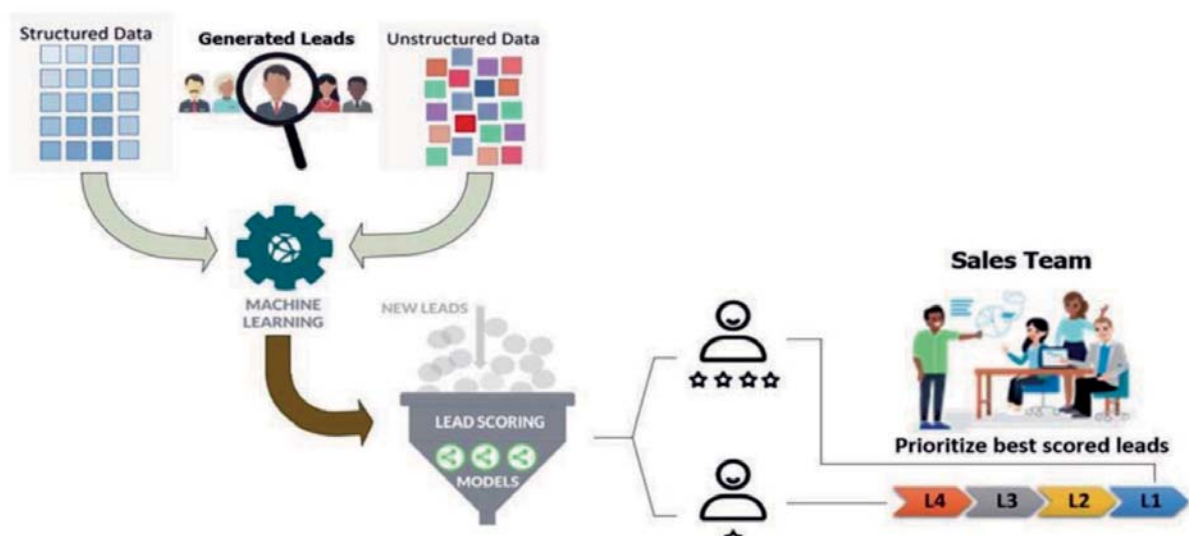 Structured Data
Generated Leads
Unstructured Data
MACHINE
LEARNING
NEW LEADS
LEAD SCORING
MODELS
Sales Team
Prioritize best scored leads
L4
L3
L2
L1